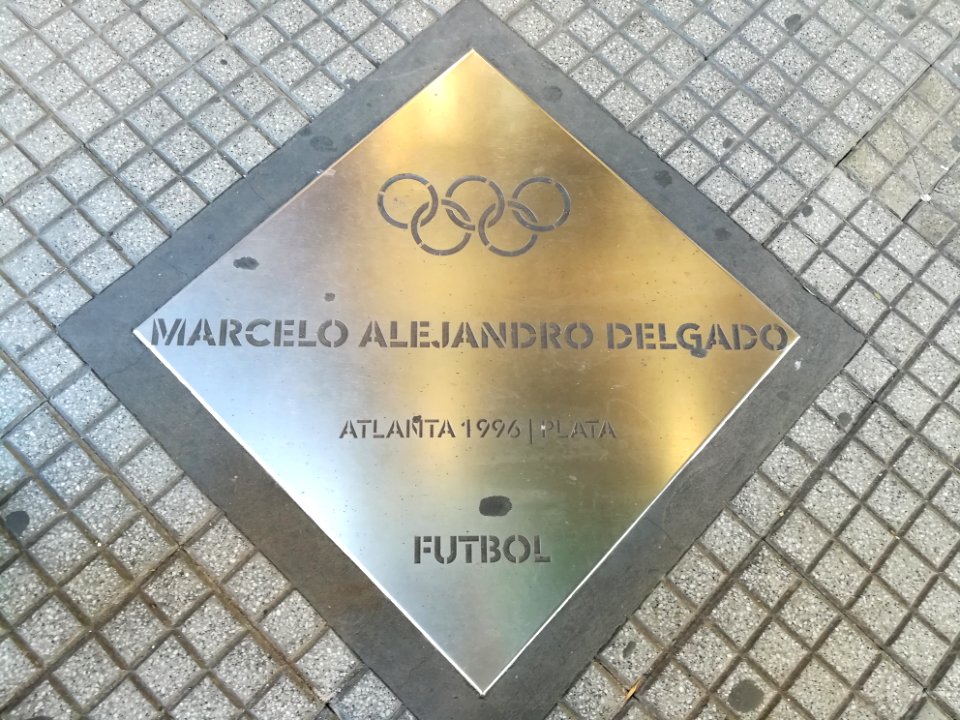 MARCELO ALEJANDRO DELGADO
ATLANTA 1996 | PLATA
FUTBOL